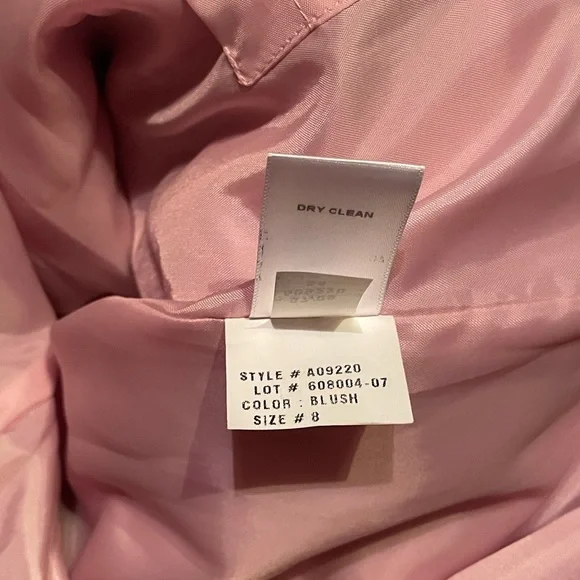 DRY CLEAN
STYLE # A09220
LOT # 608004-07
COLOR : BLUSH
SIZE # 8